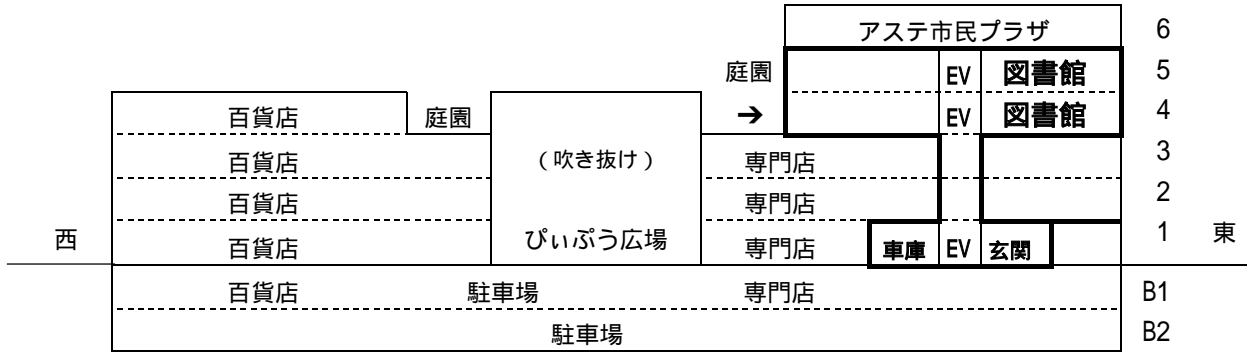 アステ市民プラザ 6
庭園 EV 図書館 5
百貨店 庭園 ➔ EV 図書館 4
百貨店 (吹き抜け) 専門店 3
百貨店 専門店 2
西 百貨店 ぴぃぷう広場 専門店 車庫 EV 玄関 1 東
百貨店 駐車場 専門店 B1
駐車場 B2